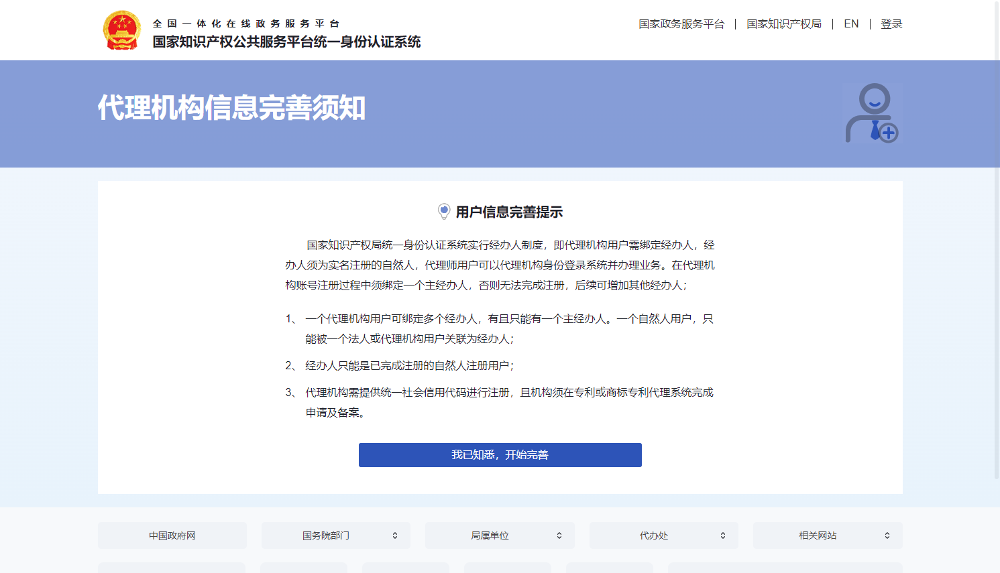 全国一体化在线政务服务平台
国家知识产权公共服务平台统一身份认证系统
国家政务服务平台 | 国家知识产权局 | EN | 登录
代理机构信息完善须知
用户信息完善提示
国家知识产权局统一身份认证系统实行经办人制度，即代理机构用户需绑定经办人，经
办人须为实名注册的自然人，代理师用户可以代理机构身份登录系统并办理业务。在代理机
构账号注册过程中须绑定一个主经办人，否则无法完成注册，后续可增加其他经办人；
1、 一个代理机构用户可绑定多个经办人，有且只能有一个主经办人。一个自然人用户，只
能被一个法人或代理机构用户关联为经办人；
2、 经办人只能是已完成注册的自然人注册用户；
3、 代理机构需提供统一社会信用代码进行注册，且机构须在专利或商标专利代理系统完成
申请及备案。
我已知悉，开始完善
中国政府网 国务院部门 局属单位 代办处 相关网站